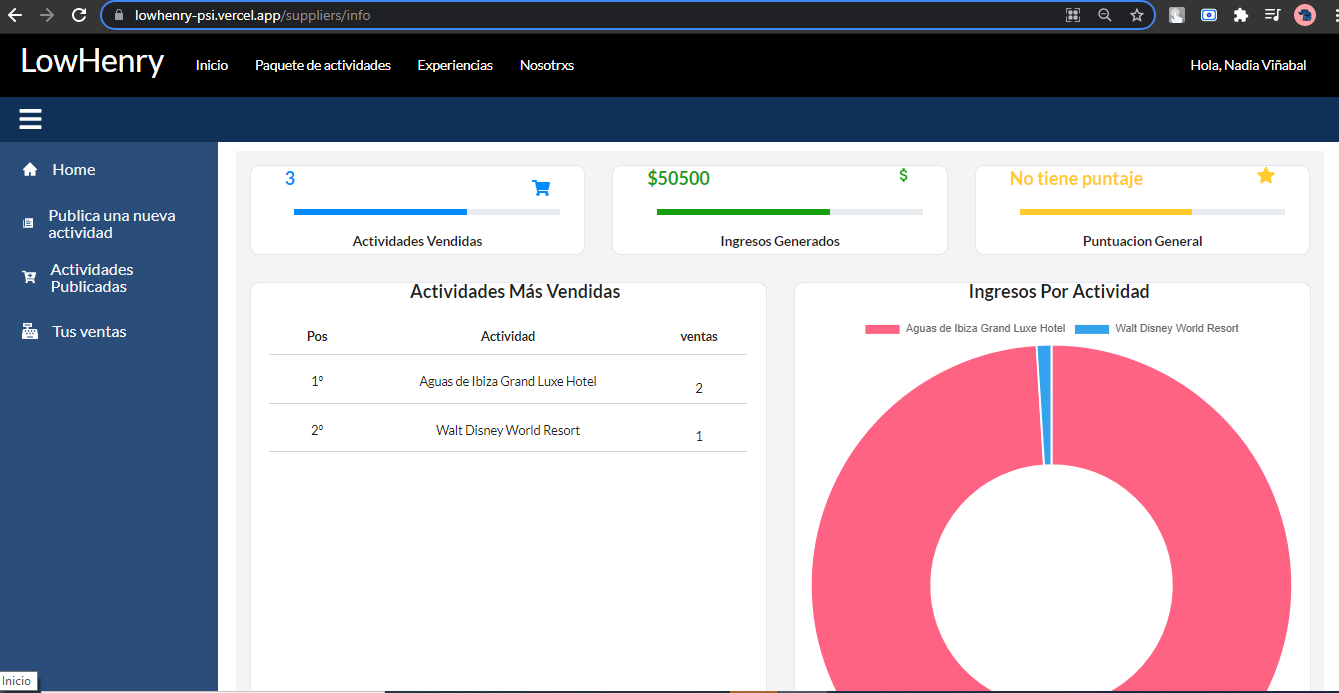 lowhenry-psi.vercel.app/suppliers/info
LowHenry
Inicio
Paquete de actividades
Experiencias
Nosotrxs
Hola, Nadia Viñabal
Home
Publica una nueva
actividad
Actividades
Publicadas
Tus ventas
3
Actividades Vendidas
$50500
$
Ingresos Generados
No tiene puntaje
Puntuacion General
Actividades Más Vendidas
Pos Actividad ventas
1º Aguas de Ibiza Grand Luxe Hotel 2
2º Walt Disney World Resort 1
Ingresos Por Actividad
Aguas de Ibiza Grand Luxe Hotel Walt Disney World Resort
Inicio